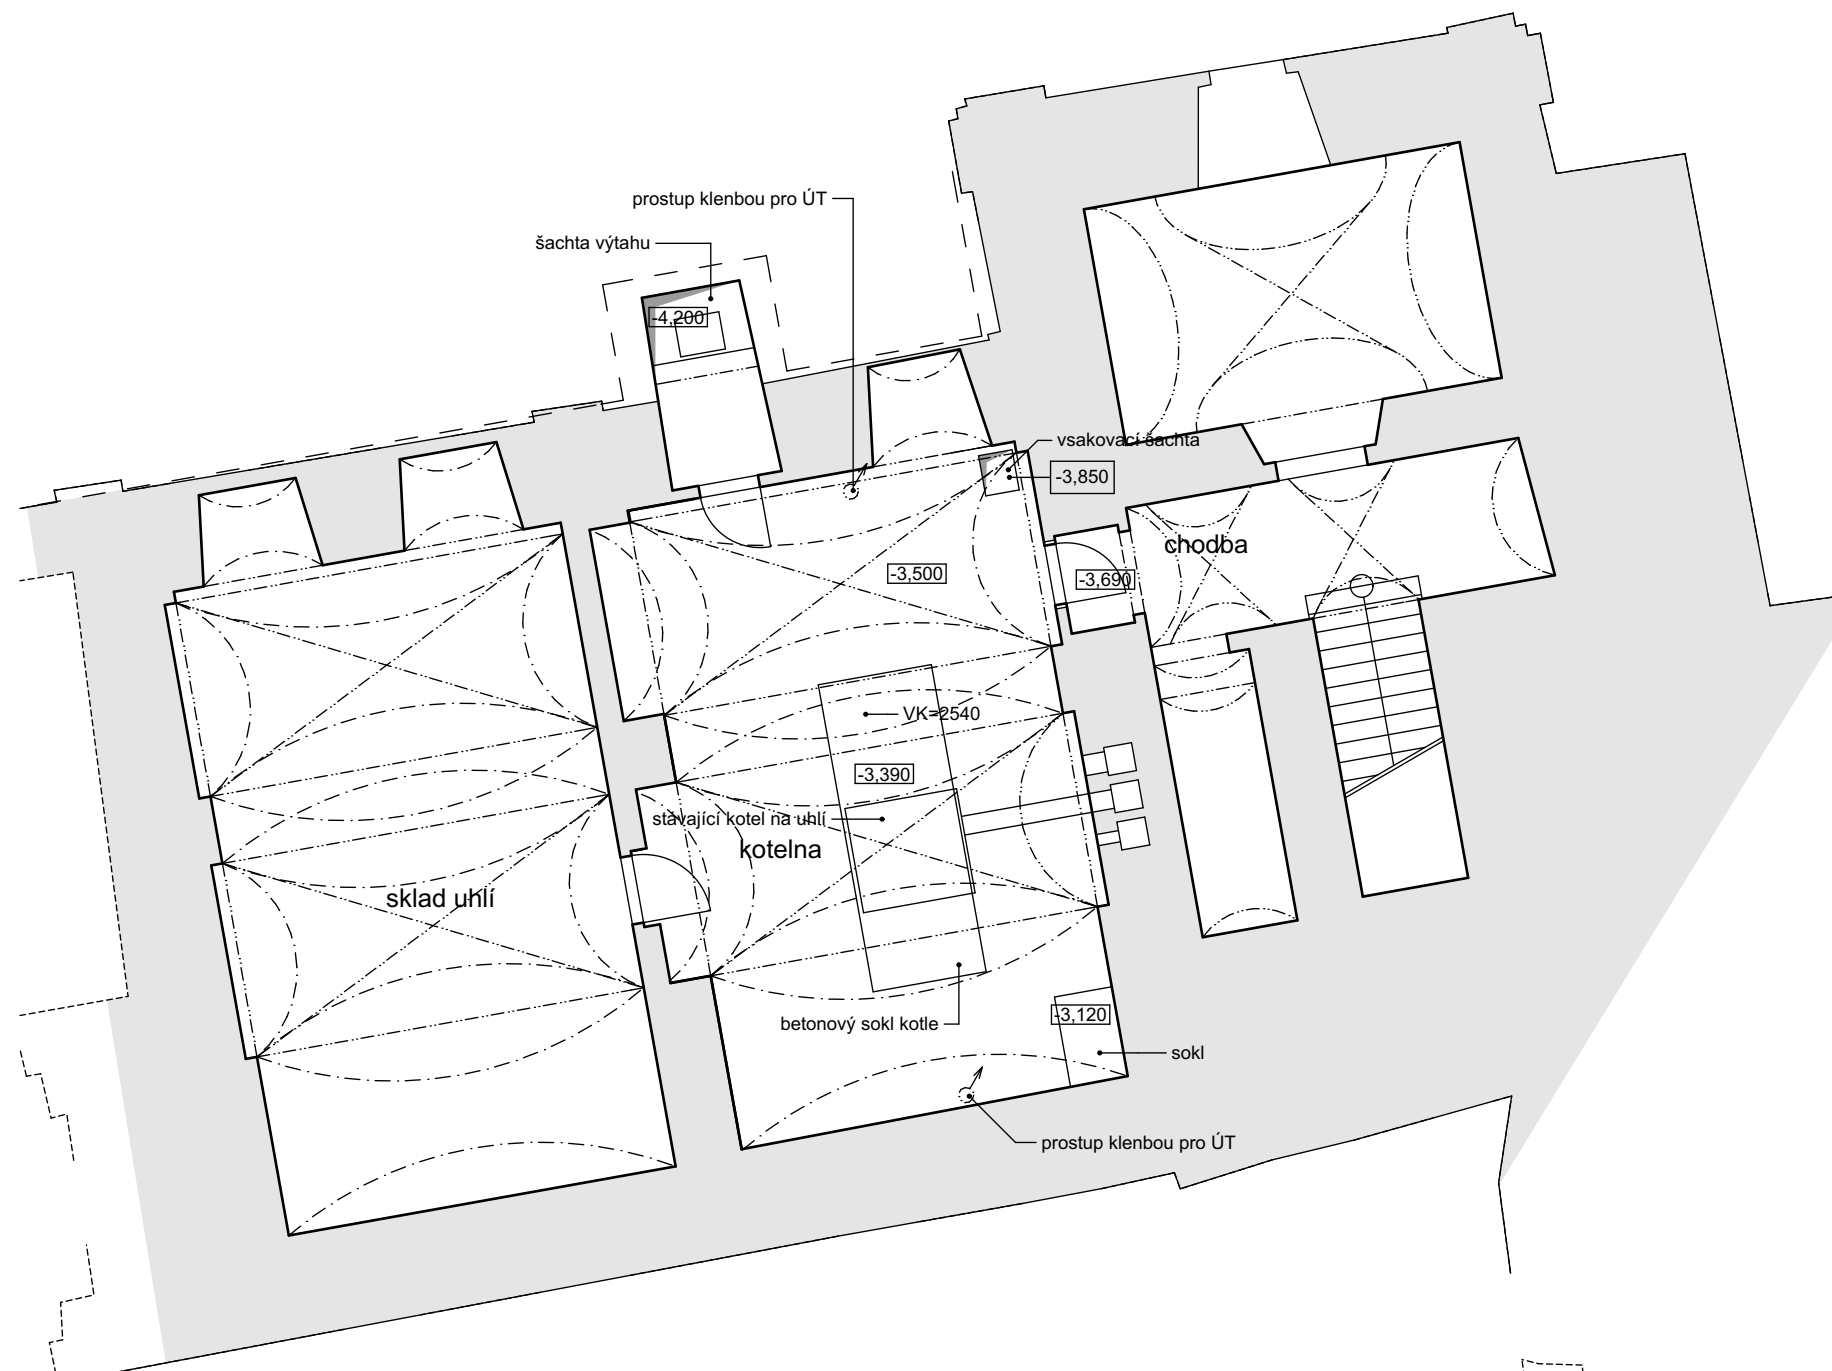 prostup klenbou pro ÚT
šachta výtahu
-4,200
vsakovací šachta
-3,850
chodba
-3,500
-3,690
VK=2540
-3,390
stávající kotel na uhlí
kotelna
sklad uhlí
-3,120
betonový sokl kotle
sokl
prostup klenbou pro ÚT